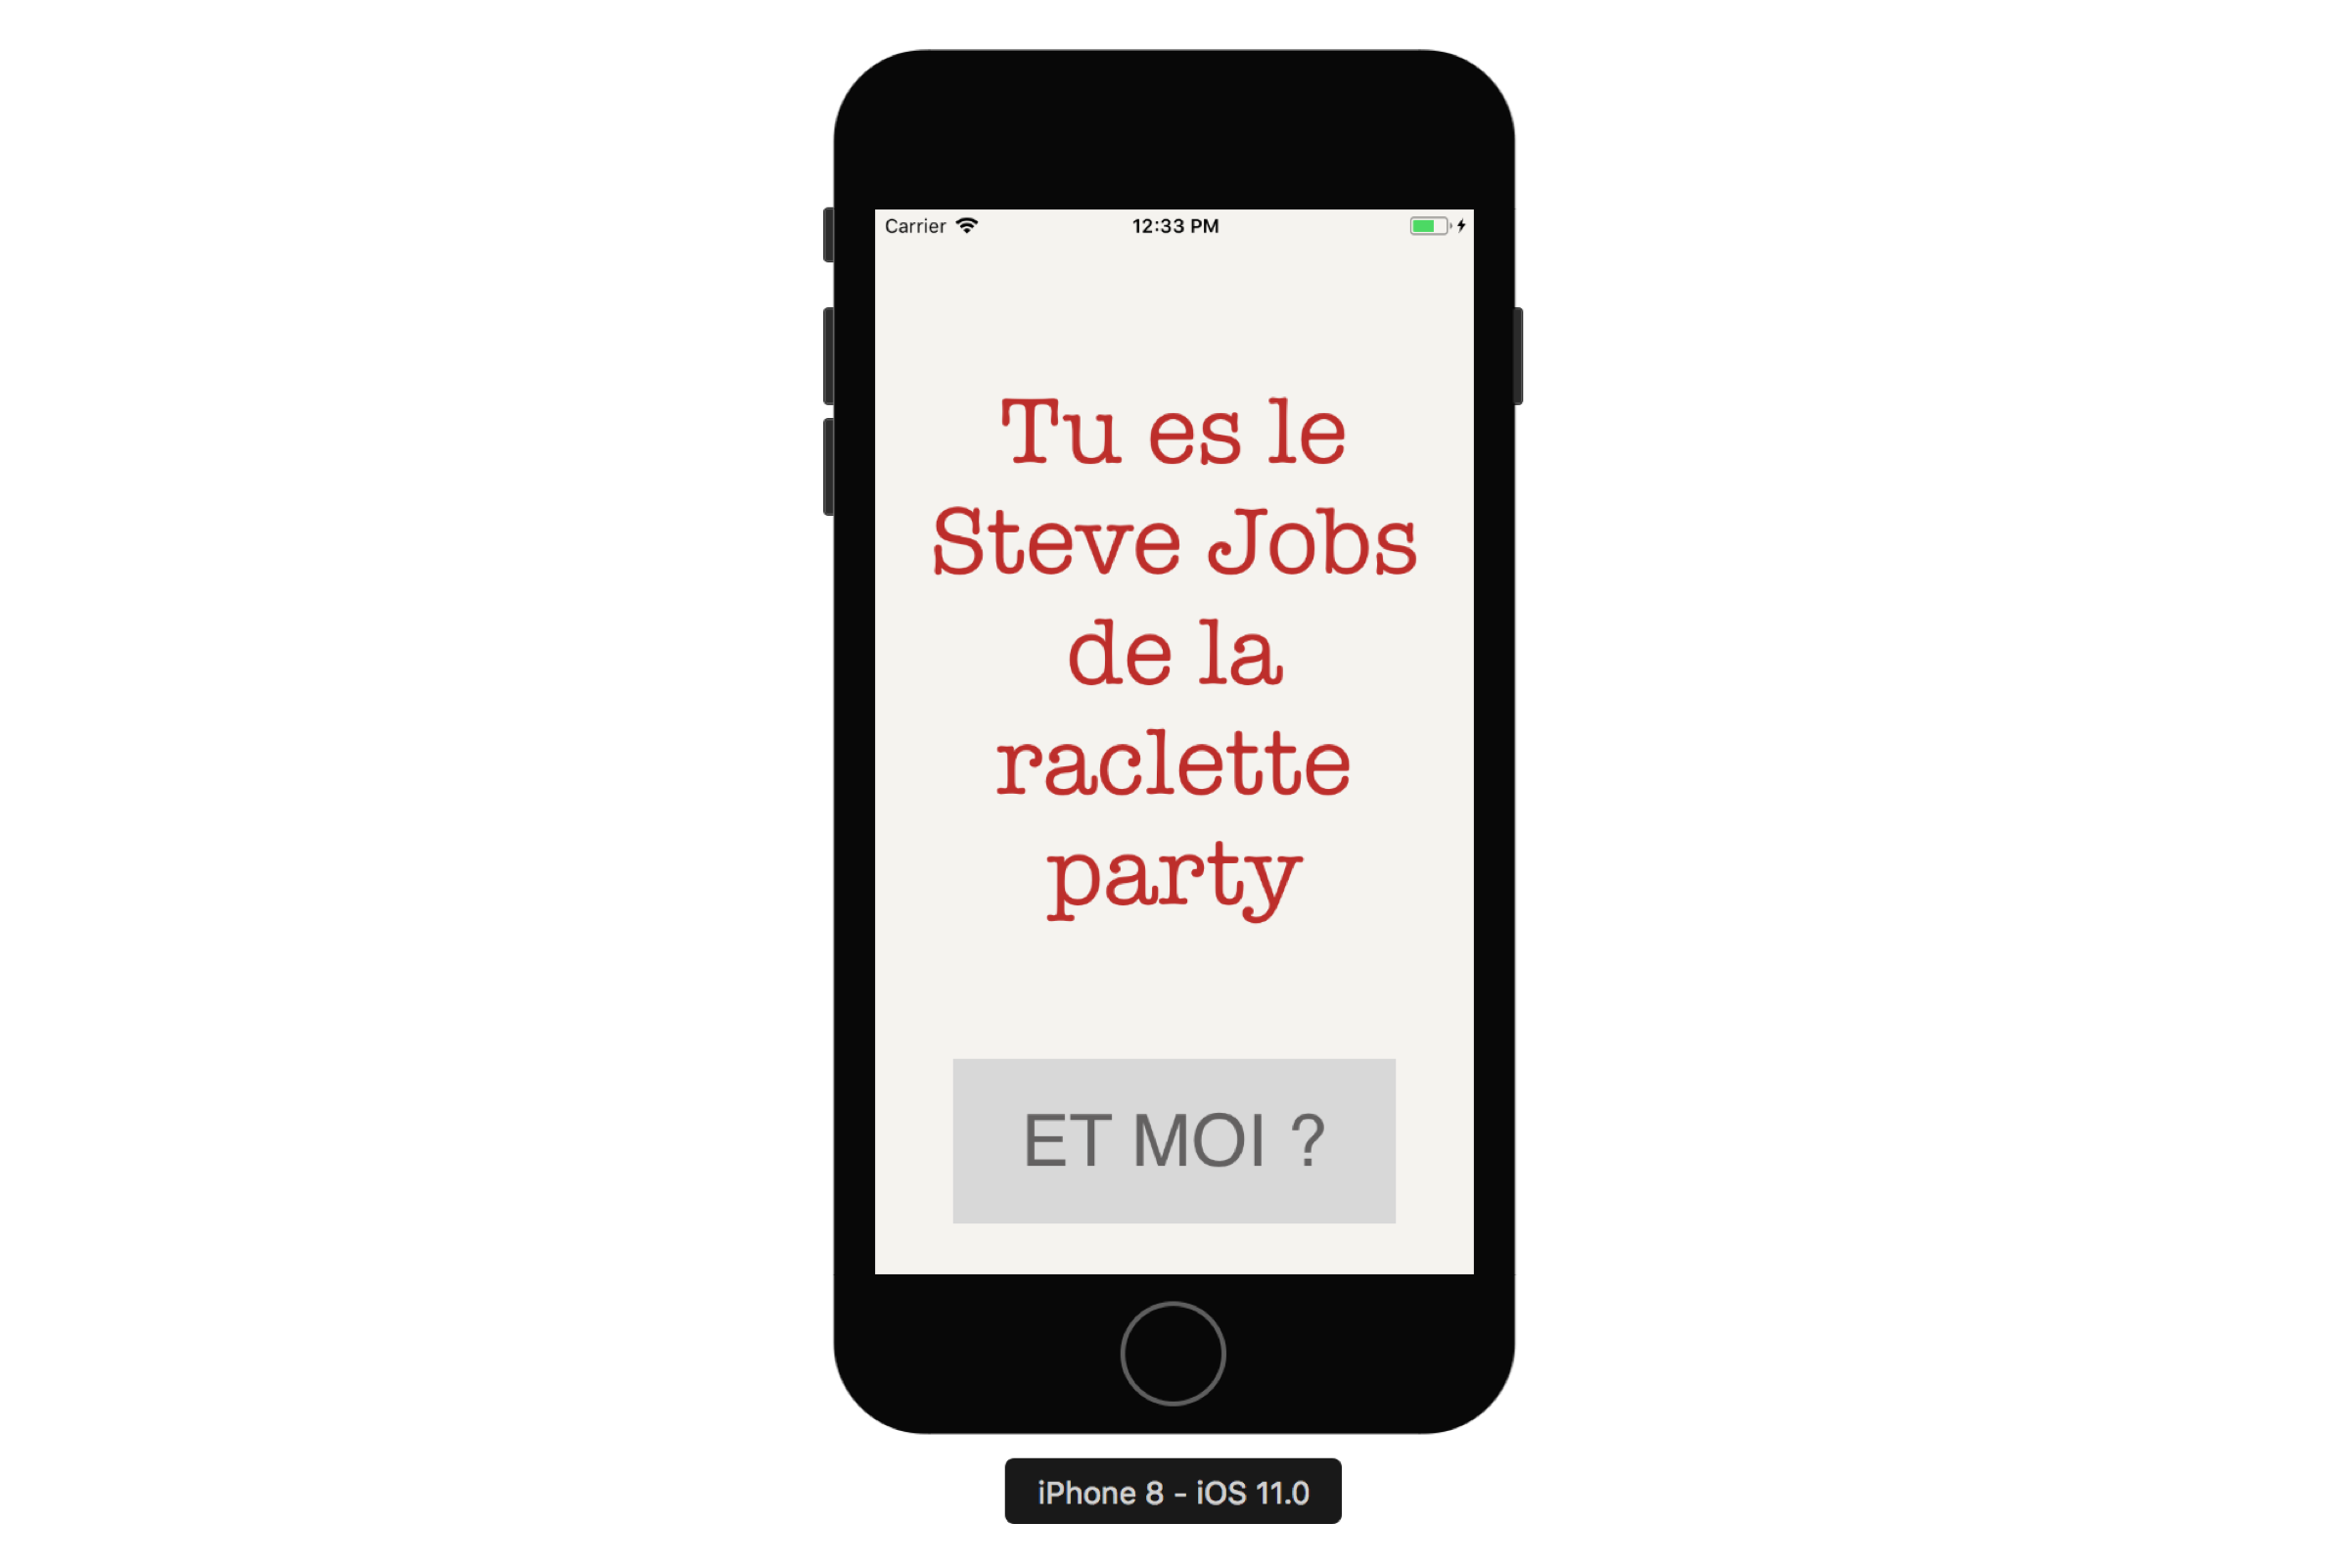 Carrier 12:33 PM
Tu es le
Steve Jobs
de la
raclette
party
ET MOI ?
iPhone 8 - iOS 11.0